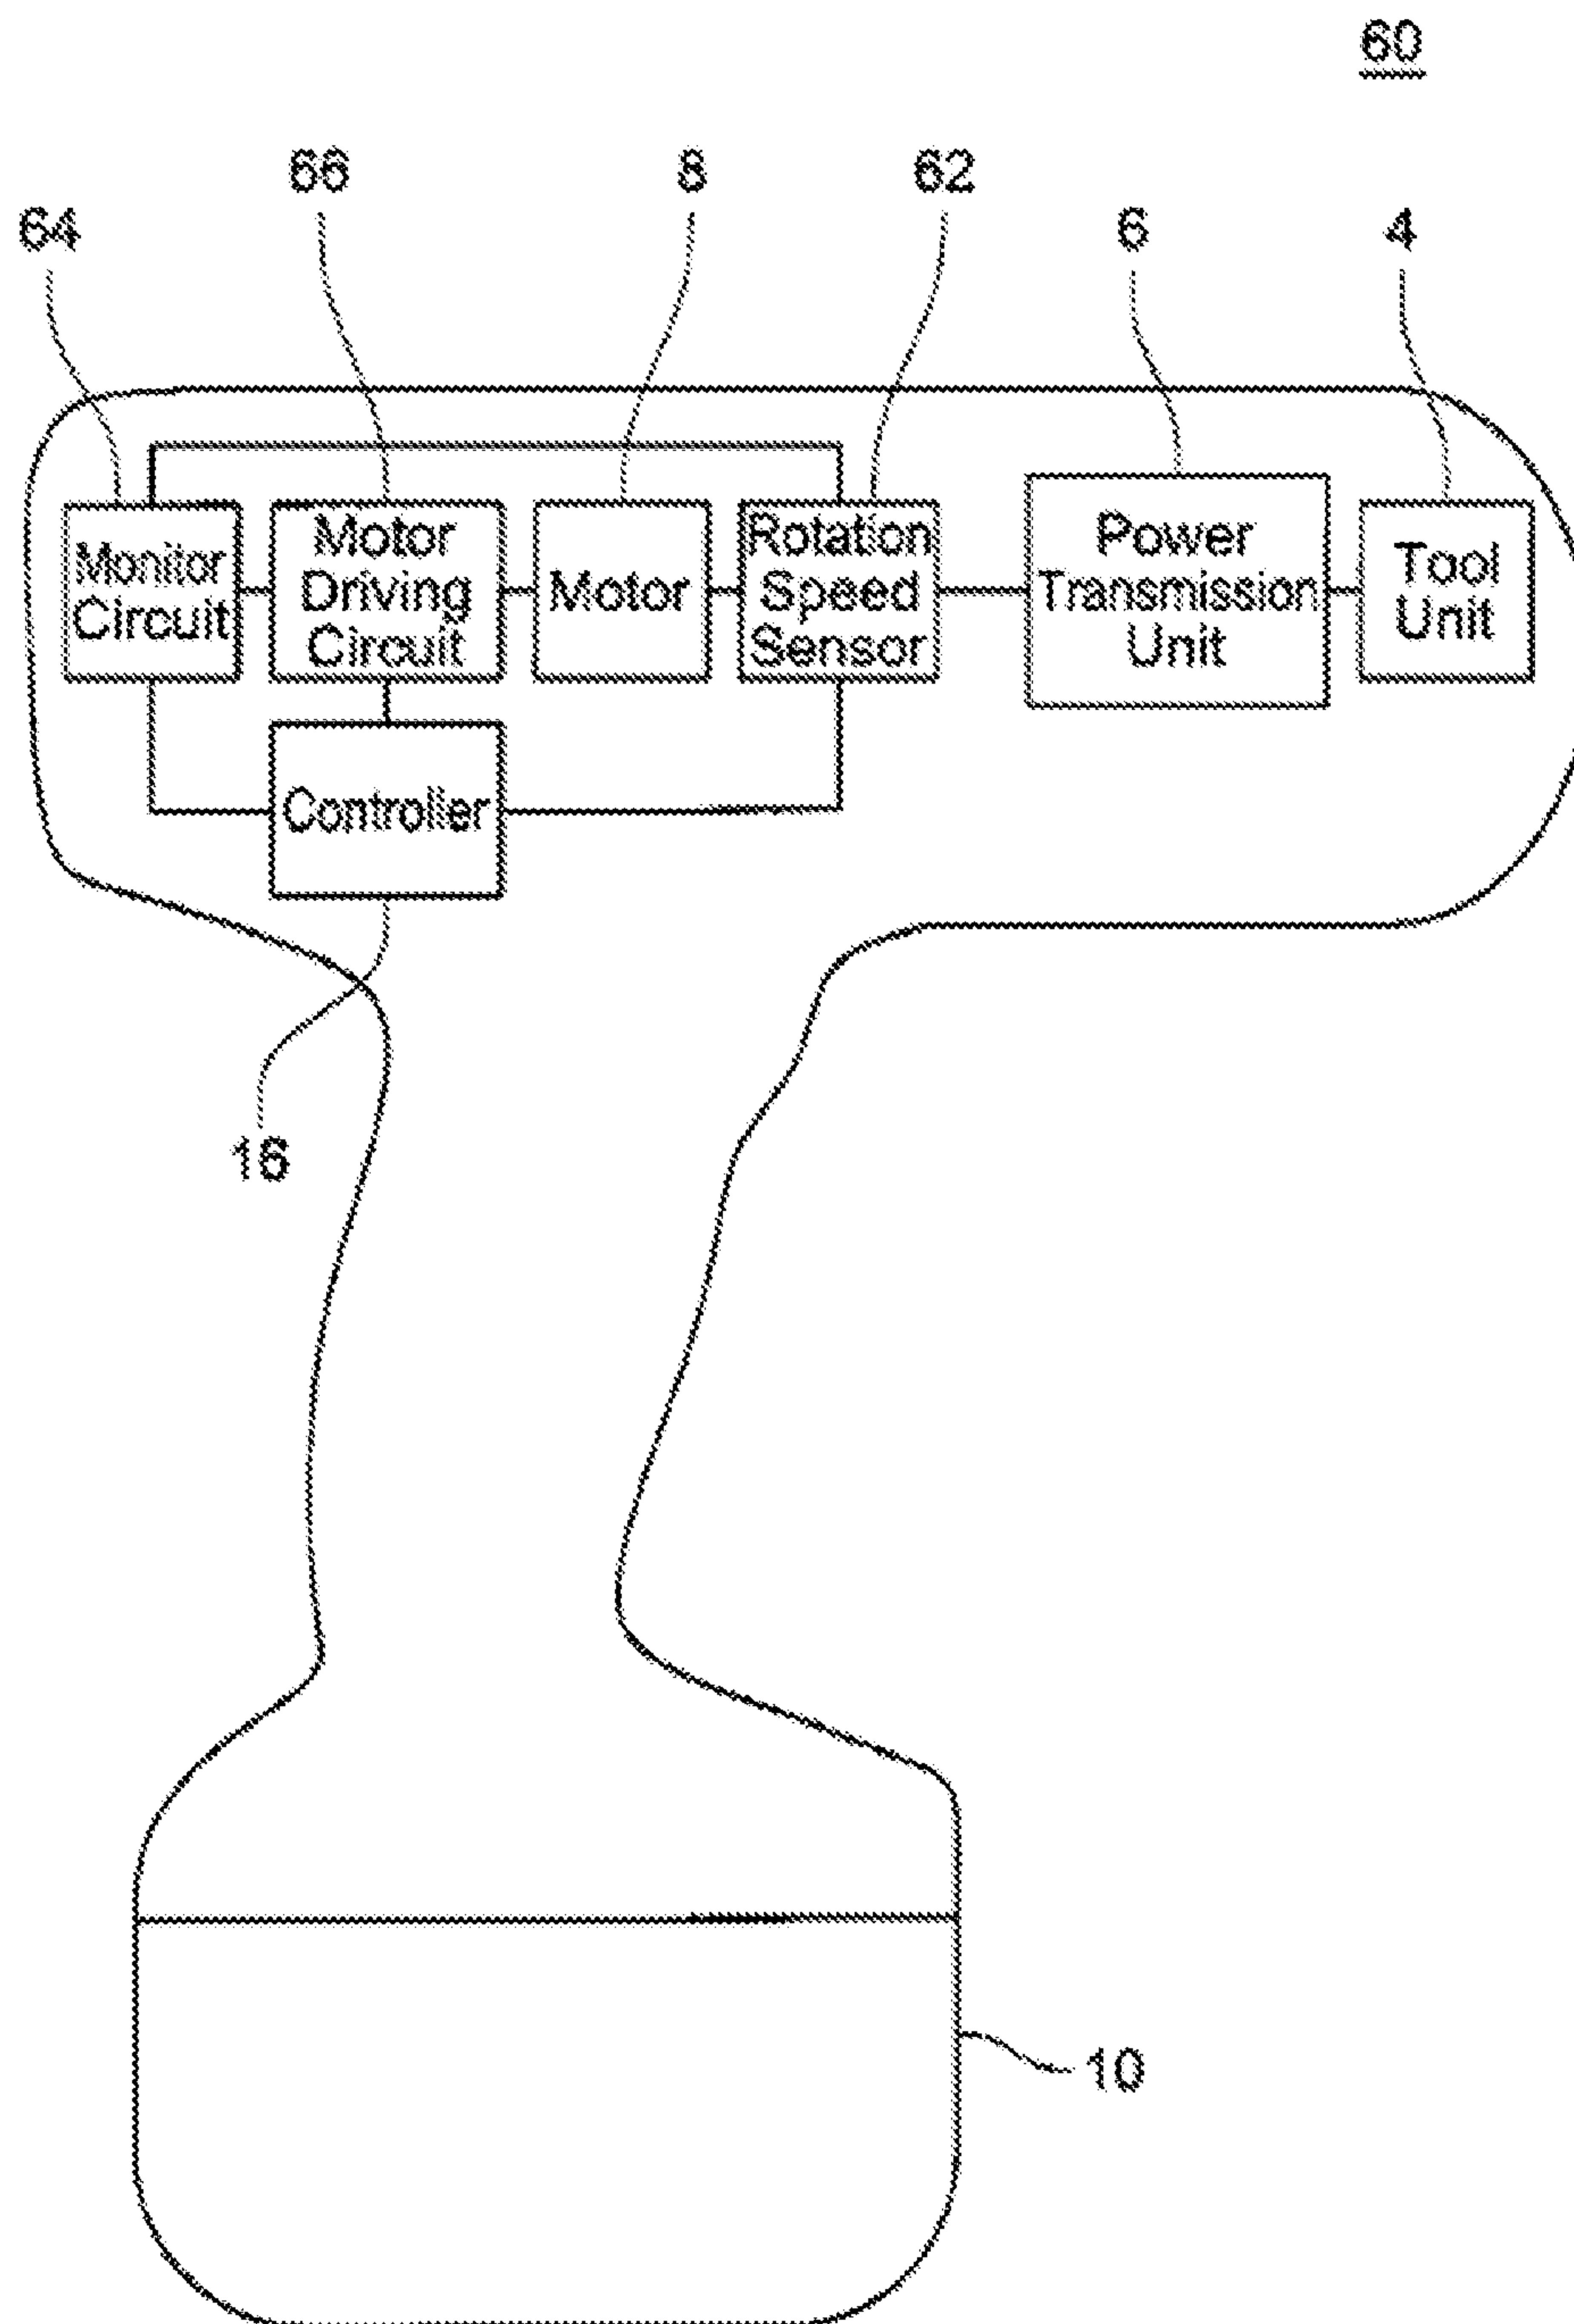 60
66
8
62
64
6
4
Monitor
Circuit
Motor
Driving
Circuit
Motor
Rotation
Speed
Sensor
Power
Transmission
Unit
Tool
Unit
Controller
16
10